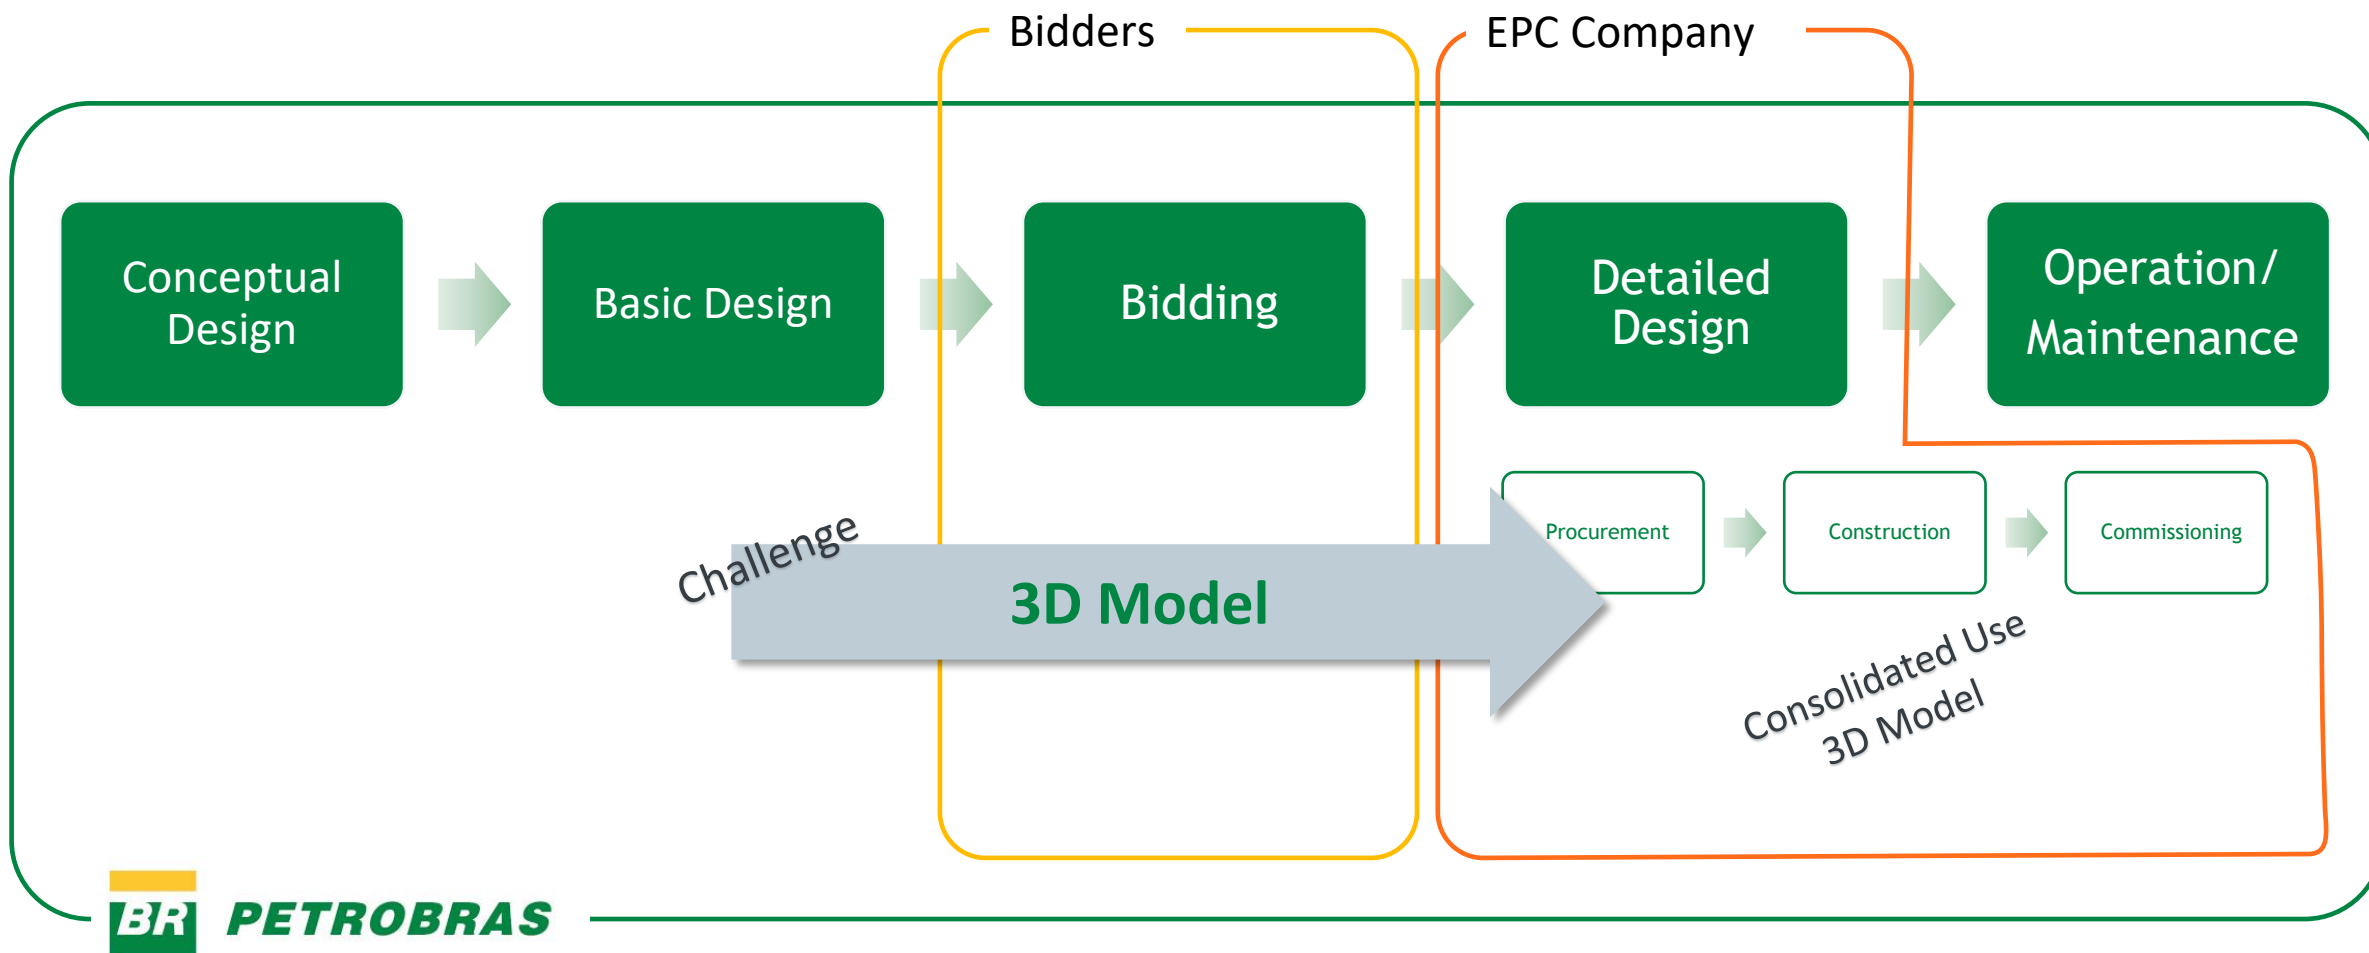 Bidders
EPC Company
Conceptual
Design
Basic Design
Bidding
Detailed
Design
Operation/
Maintenance
Procurement
Construction
Commissioning
Challenge
3D Model
Consolidated Use
3D Model
BR PETROBRAS